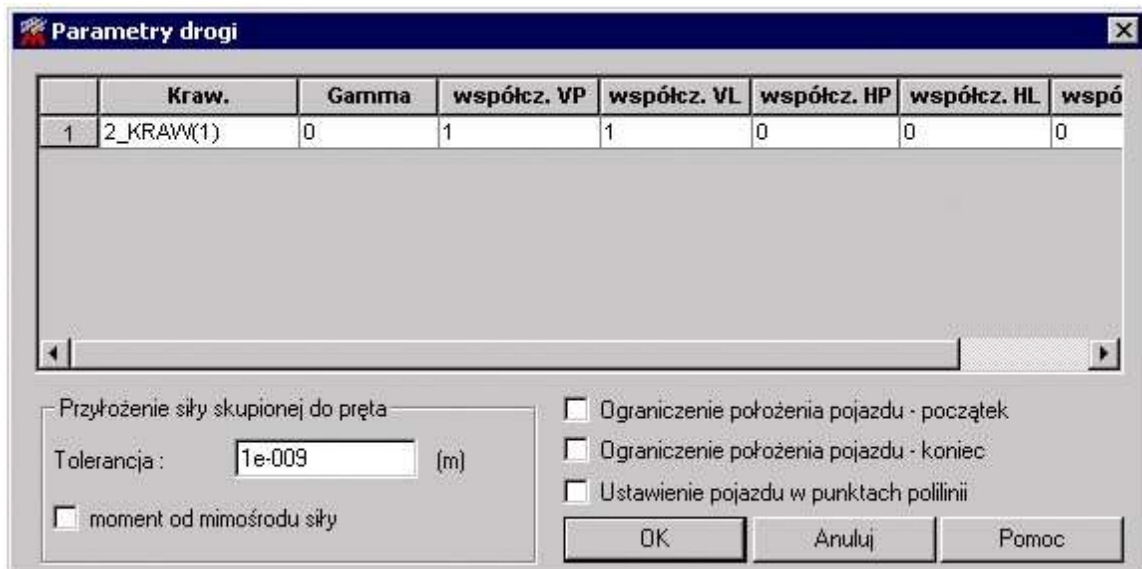 Parametry drogi
Kraw. Gamma współcz. VP współcz. VL współcz. HP współcz. HL wspó
1 2_KRAW(1) 0 1 1 0 0 0
Przyłożenie siły skupionej do pręta
Tolerancja : 1e-009 (m)
moment od mimośrodu siły
Ograniczenie położenia pojazdu - początek
Ograniczenie położenia pojazdu - koniec
Ustawienie pojazdu w punktach polilinii
OK Anuluj Pomoc